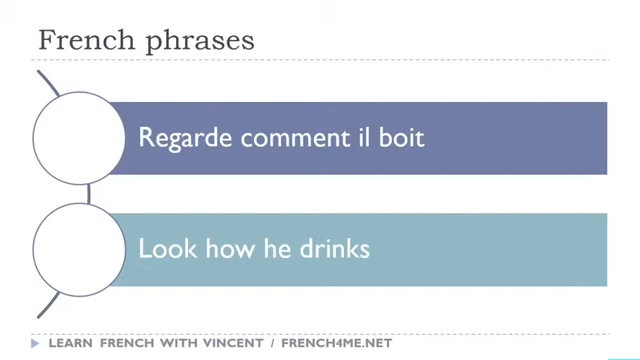 French phrases
Regarde comment il boit
Look how he drinks
LEARN FRENCH WITH VINCENT / FRENCH4ME.NET